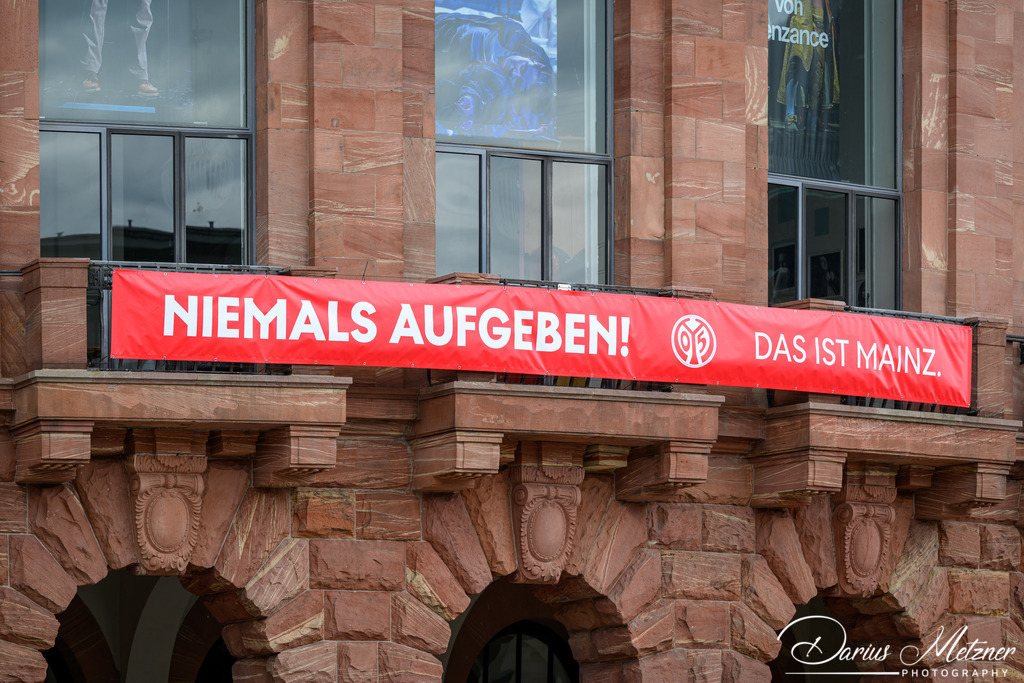 von
enzance
NIEMALS AUFGEBEN! 05 DAS IST MAINZ.
Darius Metzner
PHOTOGRAPHY